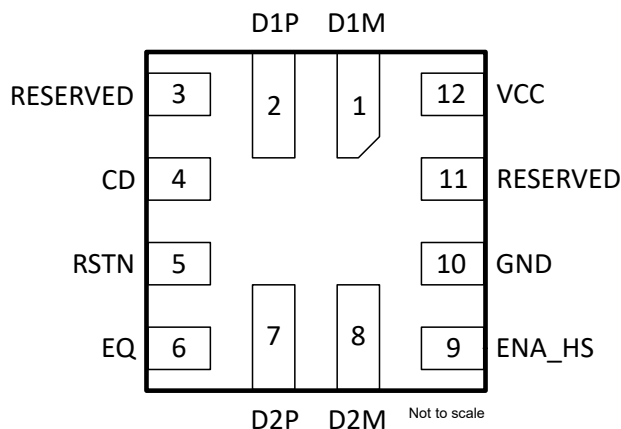 D1P D1M
RESERVED 3 2 1 12 VCC
CD 4 11 RESERVED
RSTN 5 10 GND
EQ 6 7 8 9 ENA_HS
D2P D2M Not to scale